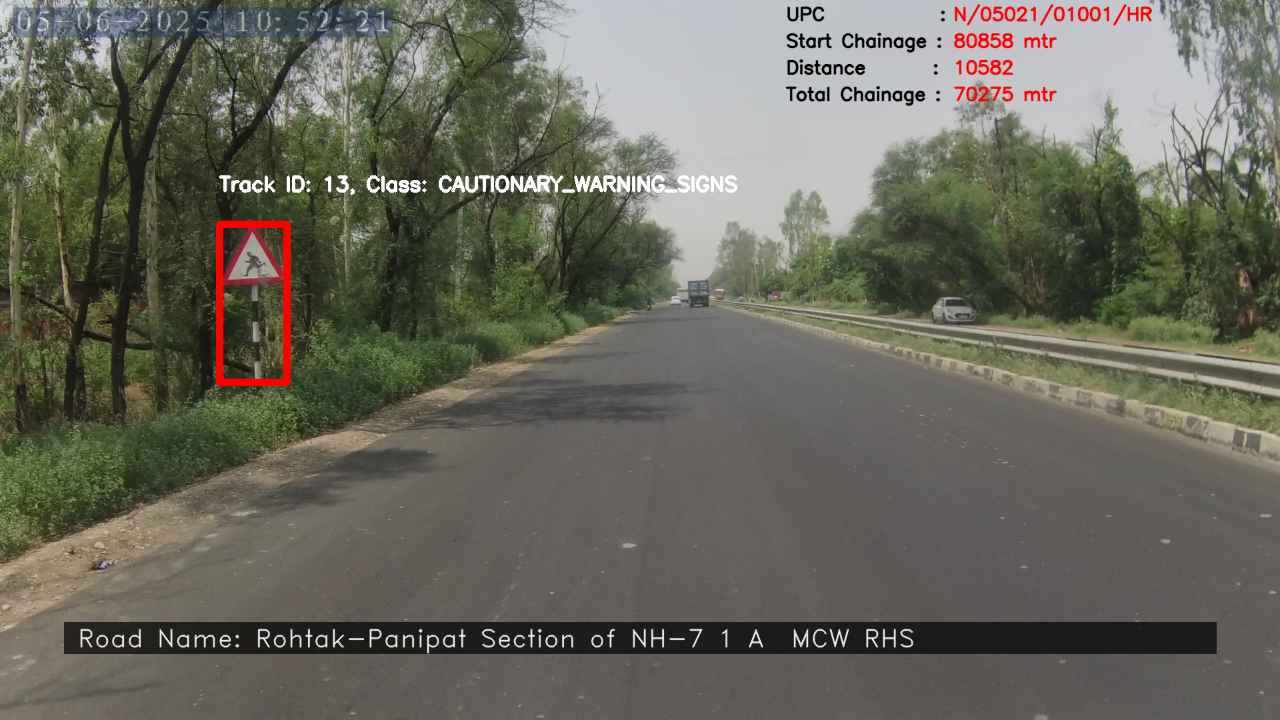 05-06-2025 10:52:21
UPC : N/05021/01001/HR
Start Chainage : 80858 mtr
Distance : 10582
Total Chainage : 70275 mtr
Track ID: 13, Class: CAUTIONARY_WARNING_SIGNS
Road Name: Rohtak-Panipat Section of NH-7 1 A MCW RHS